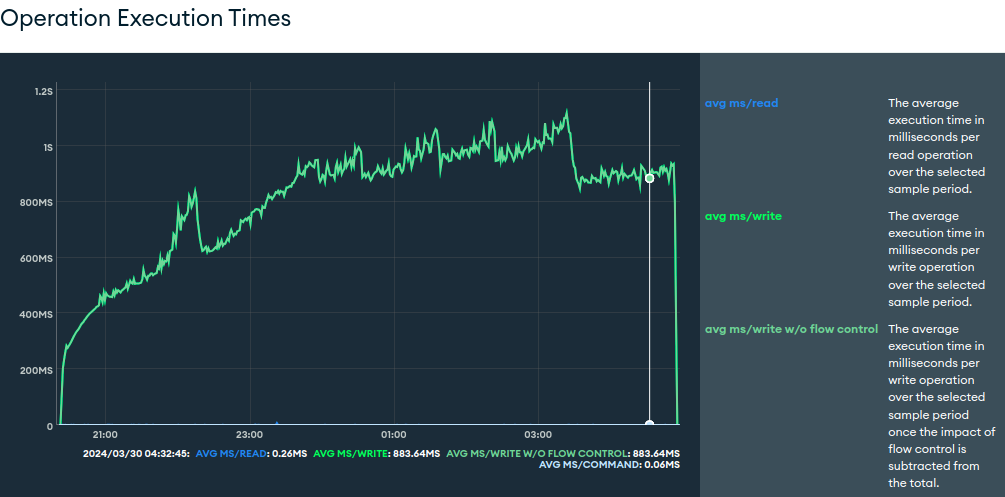 Operation Execution Times
1.2S
1S
800MS
600MS
400MS
200MS
0
21:00 23:00 01:00 03:00
2024/03/30 04:32:45: AVG MS/READ: 0.26MS AVG MS/WRITE: 883.64MS AVG MS/WRITE W/O FLOW CONTROL: 883.64MS
AVG MS/COMMAND: 0.06MS
avg ms/read
The average
execution time in
milliseconds per
read operation
over the selected
sample period.
avg ms/write
The average
execution time in
milliseconds per
write operation
over the selected
sample period.
avg ms/write w/o flow control
The average
execution time in
milliseconds per
write operation
over the selected
sample period
once the impact of
flow control is
subtracted from
the total.